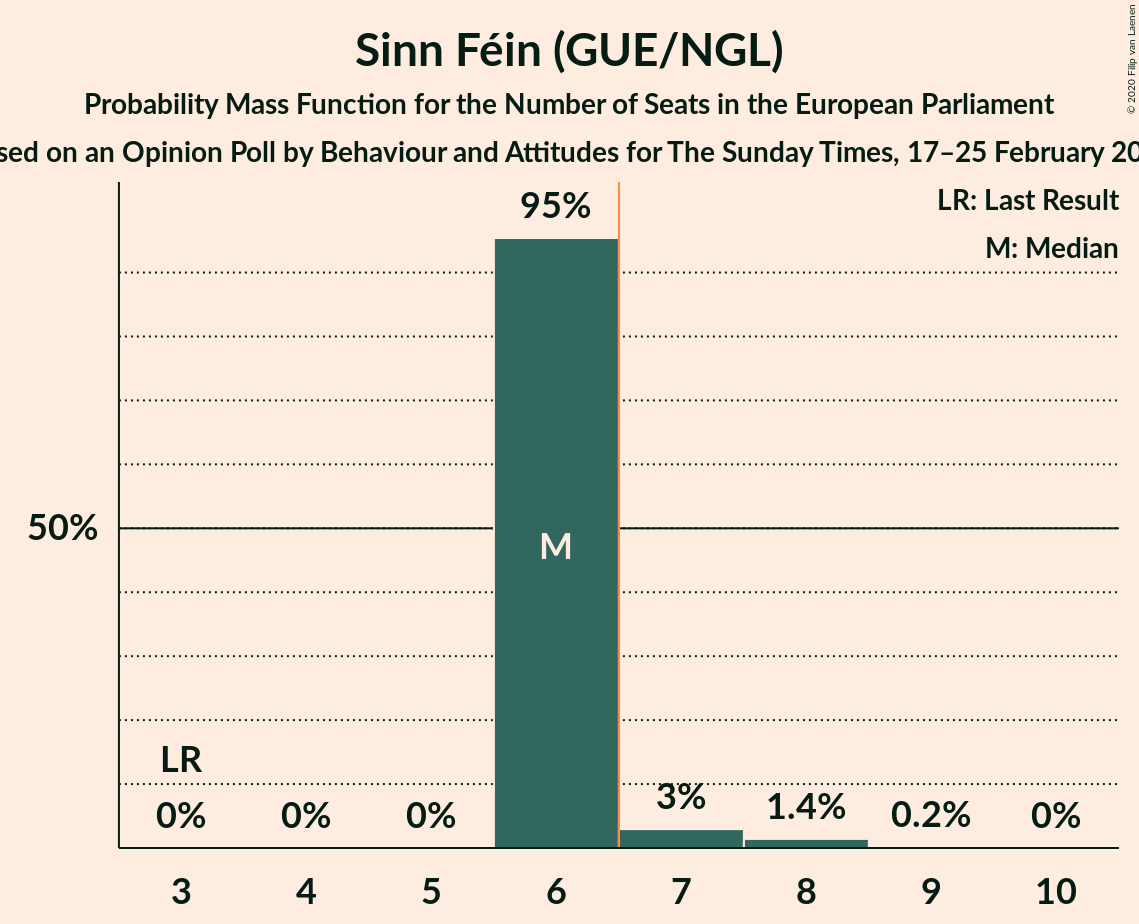 Sinn Féin (GUE/NGL)
Probability Mass Function for the Number of Seats in the European Parliament
on an Opinion Poll by Behaviour and Attitudes for The Sunday Times, 17–25 February
© 2020 Filip van Laenen
LR: Last Result
M: Median
95%
50%
M
LR
0%
0%
0%
3%
1.4%
0.2%
0%
3
4
5
6
7
8
9
10